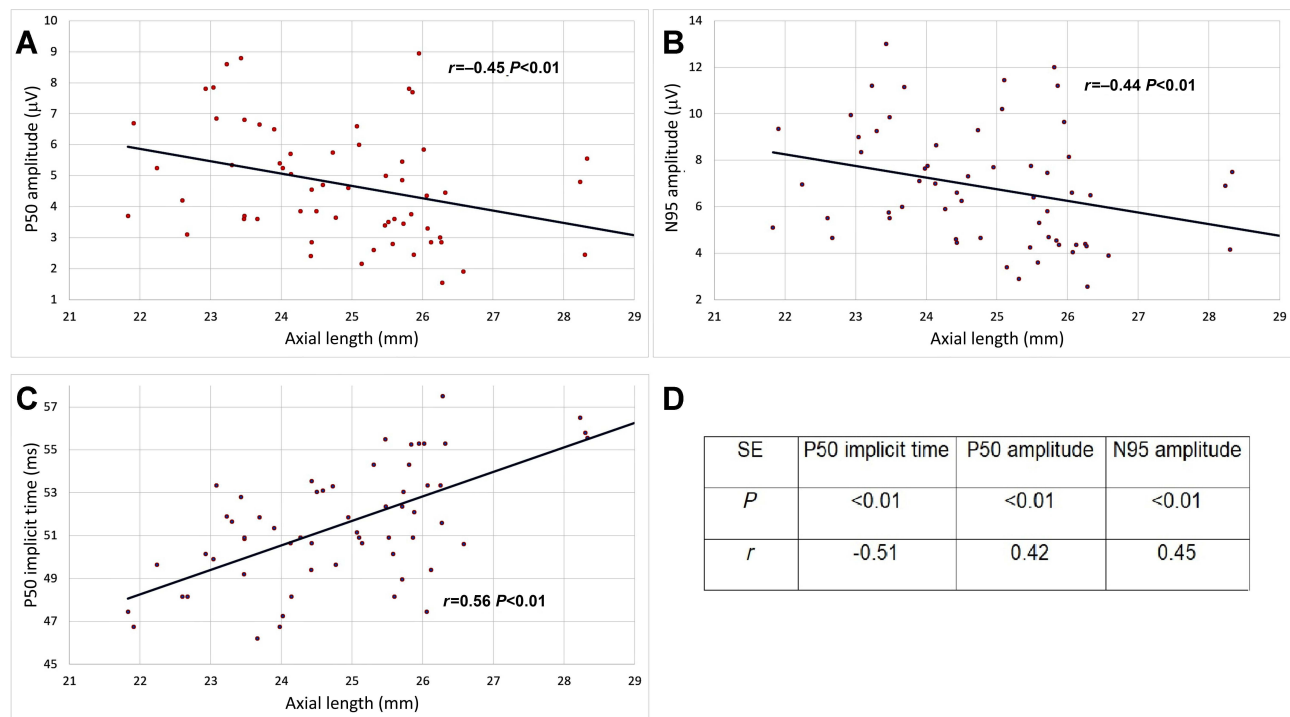 A
10
9
8
7
6
5
4
3
2
1
P50 amplitude (µV)
r=–0.45 P<0.01
21 22 23 24 25 26 27 28 29
Axial length (mm)
B
14
12
10
8
6
4
2
N95 amplitude (µV)
r=–0.44 P<0.01
21 22 23 24 25 26 27 28 29
Axial length (mm)
C
57
55
53
51
49
47
45
P50 implicit time (ms)
r=0.56 P<0.01
21 22 23 24 25 26 27 28 29
Axial length (mm)
D
SE P50 implicit time P50 amplitude N95 amplitude
P <0.01 <0.01 <0.01
r -0.51 0.42 0.45